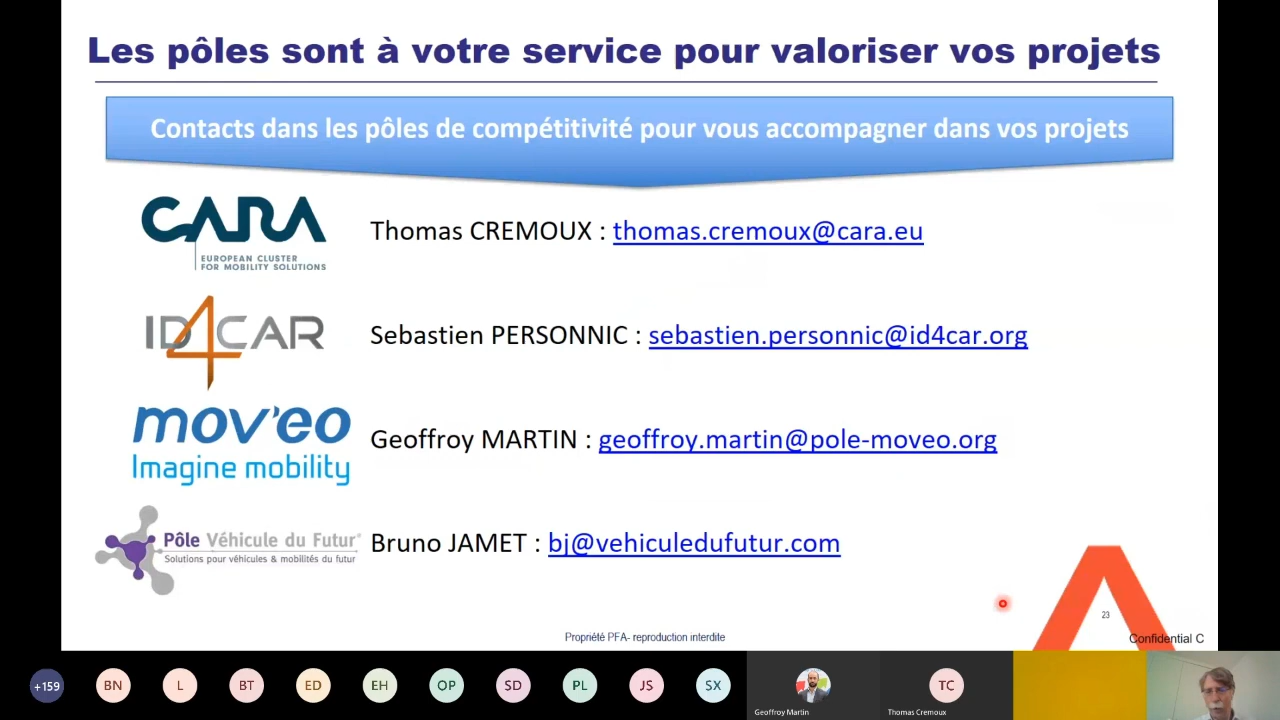 Les pôles sont à votre service pour valoriser vos projets
Contacts dans les pôles de compétitivité pour vous accompagner dans vos projets
CARA
EUROPEAN CLUSTER
FOR MOBILITY SOLUTIONS
Thomas CREMOUX : thomas.cremoux@cara.eu
ID4CAR
Sebastien PERSONNIC : sebastien.personnic@id4car.org
mov'eo
Imagine mobility
Geoffroy MARTIN : geoffroy.martin@pole-moveo.org
Pôle Véhicule du Futur®
Solutions pour véhicules & mobilités du futur
Bruno JAMET : bj@vehiculedufutur.com
23
Propriété PFA- reproduction interdite
Confidential C
+159 BN L BT ED EH OP SD PL JS SX TC
Geoffroy Martin
Thomas Cremoux